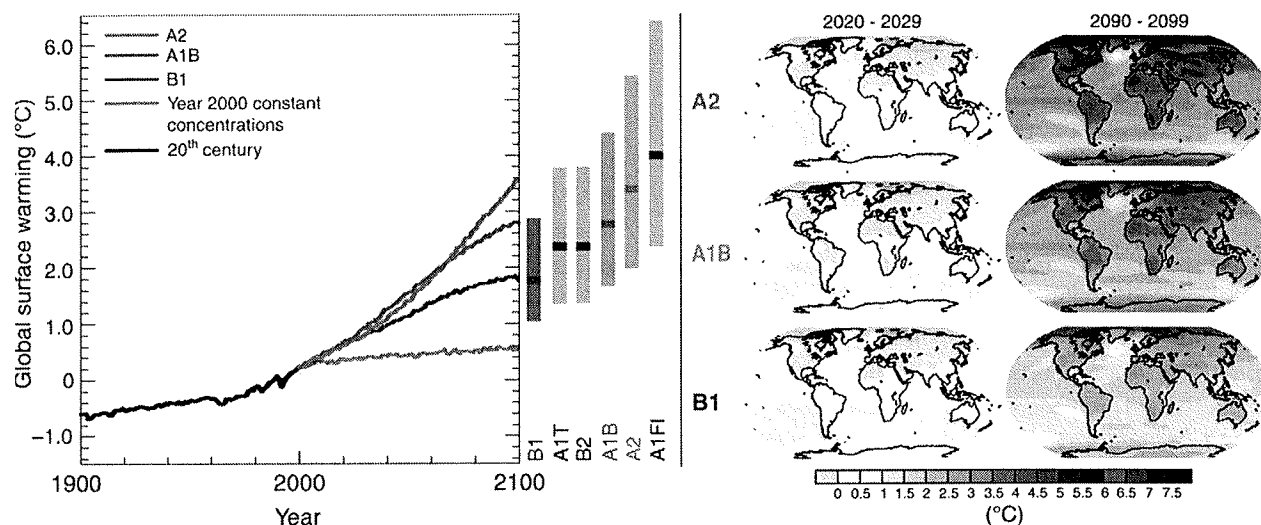 6.0
5.0
4.0
3.0
2.0
1.0
0
−1.0
Global surface warming (°C)
A2
A1B
B1
Year 2000 constant
concentrations
20th century
1900
2000
2100
Year
B1
A1T
B2
A1B
A2
A1FI
2020 - 2029
2090 - 2099
A2
A1B
B1
0 0.5 1 1.5 2 2.5 3 3.5 4 4.5 5 5.5 6 6.5 7 7.5
(°C)